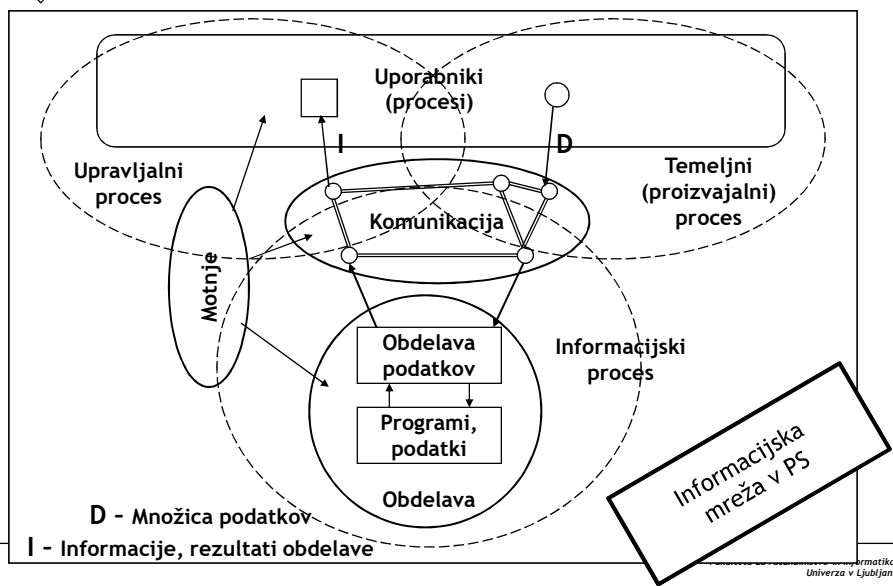 Uporabniki
(procesi)
I
D
Upravljalni
proces
Temeljni
(proizvajalni)
proces
Komunikacija
Motnje
Obdelava
podatkov
Informacijski
proces
Programi,
podatki
Obdelava
Informacijska
mreža v PS
D - Množica podatkov
I - Informacije, rezultati obdelave
Univerza v Ljubljani